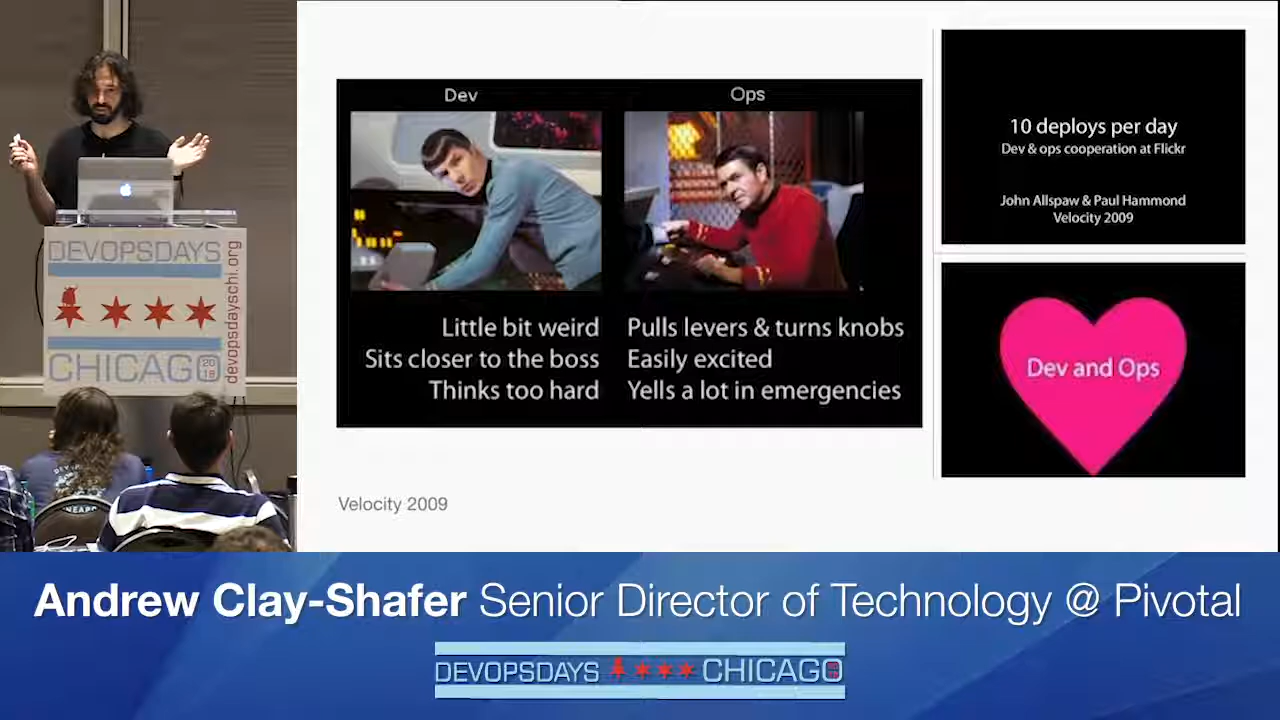 DEVOPSDAYS
CHICAGO
2018
devopsdayschi.org
Dev
Ops
Little bit weird
Sits closer to the boss
Thinks too hard
Pulls levers & turns knobs
Easily excited
Yells a lot in emergencies
Velocity 2009
10 deploys per day
Dev & ops cooperation at Flickr
John Allspaw & Paul Hammond
Velocity 2009
Dev and Ops
Andrew Clay-Shafer Senior Director of Technology @ Pivotal
DEVOPSDAYS CHICAGO